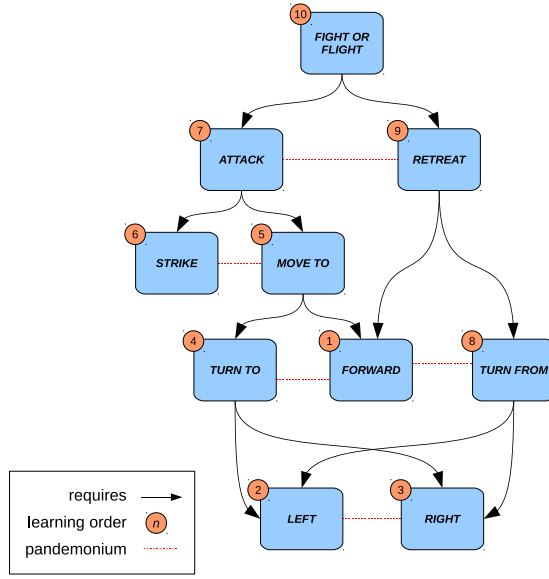 10
FIGHT OR
FLIGHT
7
ATTACK
9
RETREAT
6
STRIKE
5
MOVE TO
4
TURN TO
1
FORWARD
8
TURN FROM
2
LEFT
3
RIGHT
requires
learning order n
pandemonium